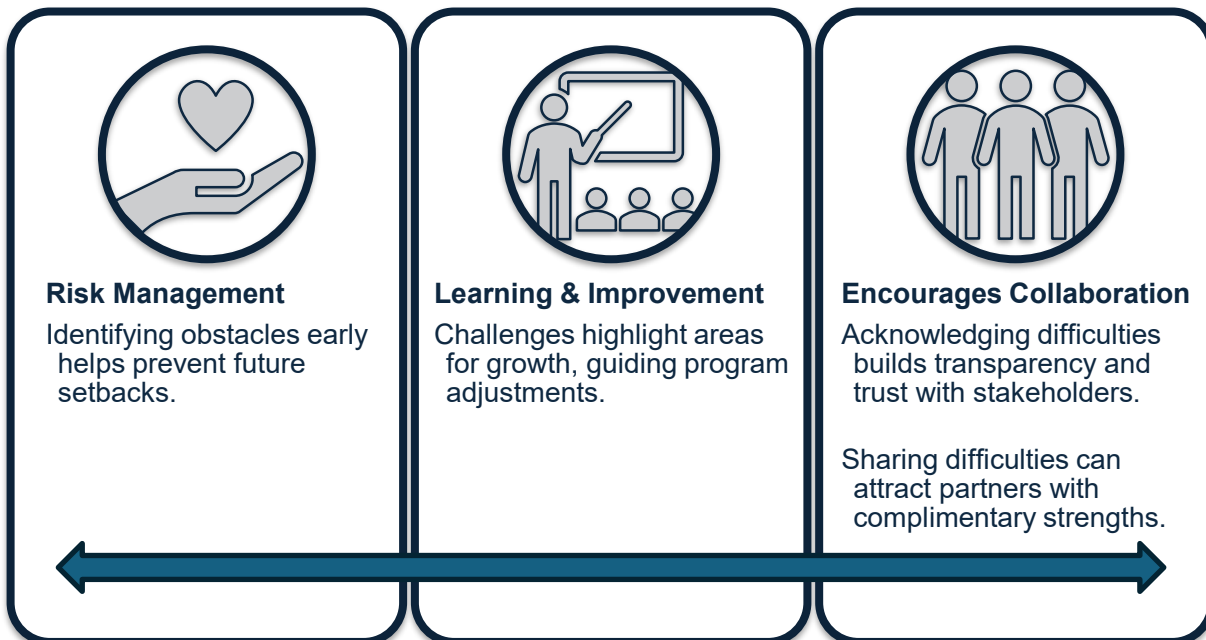 Risk Management
Identifying obstacles early
helps prevent future
setbacks.
Learning & Improvement
Challenges highlight areas
for growth, guiding program
adjustments.
Encourages Collaboration
Acknowledging difficulties
builds transparency and
trust with stakeholders.
Sharing difficulties can
attract partners with
complimentary strengths.